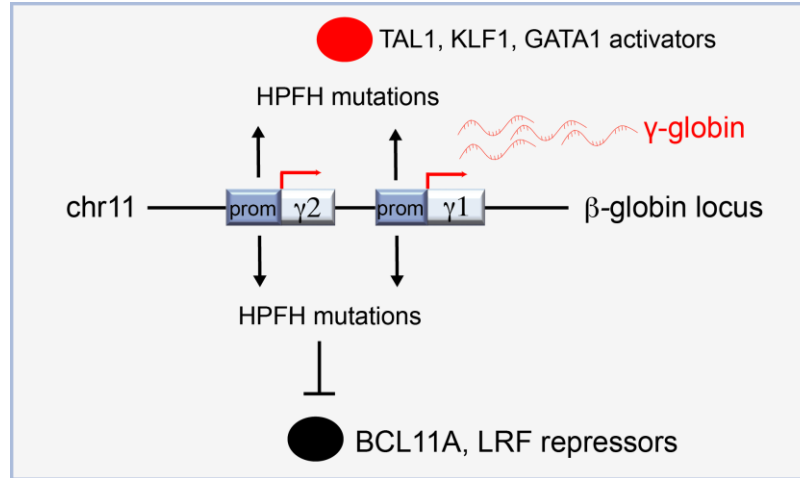 TAL1, KLF1, GATA1 activators
HPFH mutations
γ-globin
chr11
prom
γ2
prom
γ1
β-globin locus
HPFH mutations
BCL11A, LRF repressors